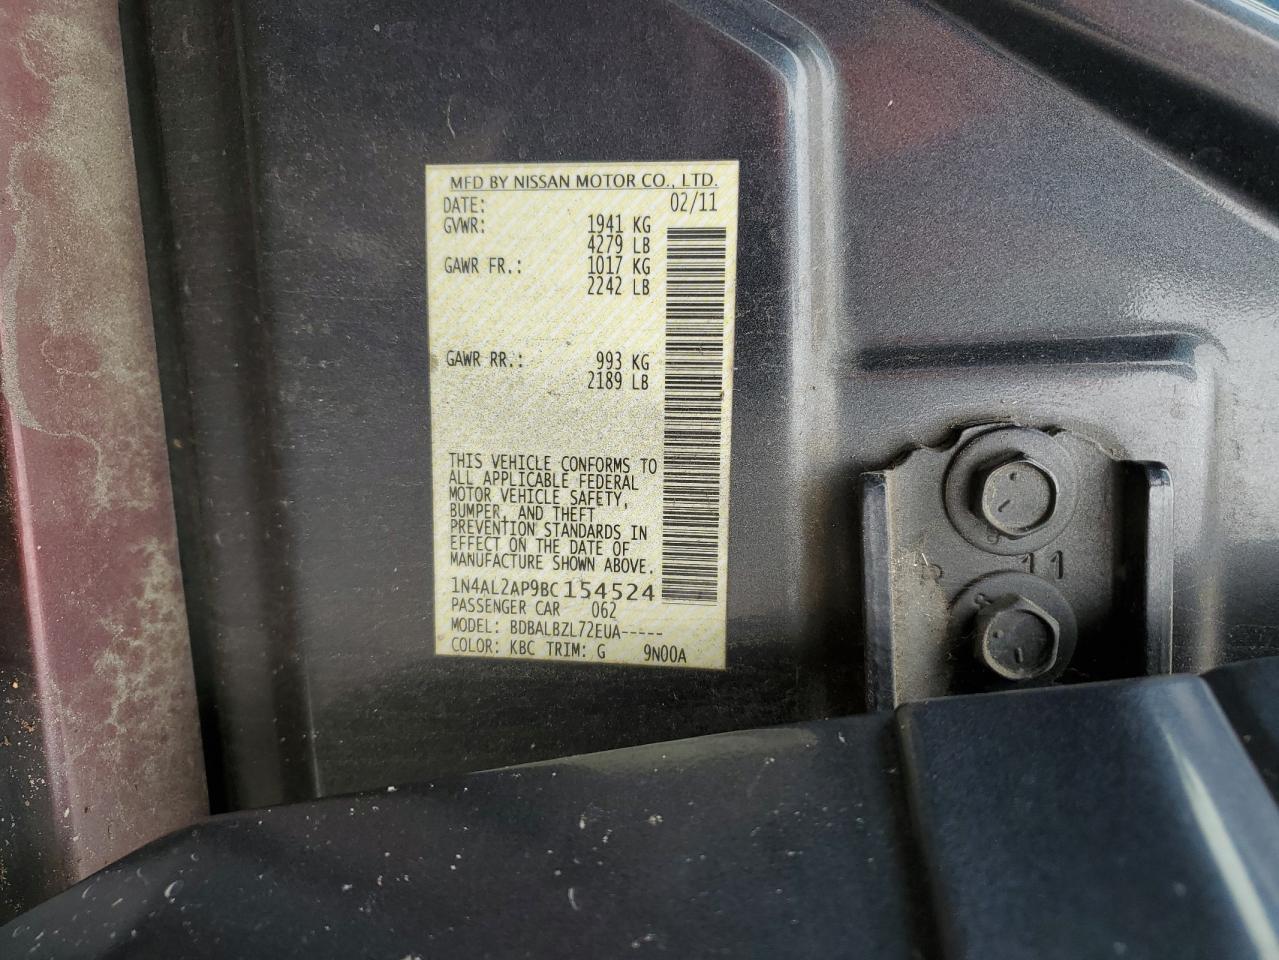 MFD BY NISSAN MOTOR CO., LTD.
DATE: 02/11
GVWR: 1941 KG
4279 LB
GAWR FR.: 1017 KG
2242 LB
GAWR RR.: 993 KG
2189 LB
THIS VEHICLE CONFORMS TO
ALL APPLICABLE FEDERAL
MOTOR VEHICLE SAFETY,
BUMPER, AND THEFT
PREVENTION STANDARDS IN
EFFECT ON THE DATE OF
MANUFACTURE SHOWN ABOVE.
1N4AL2AP9BC154524
PASSENGER CAR 062
MODEL: BDBALBZL72EUA-----
COLOR: KBC TRIM: G 9N00A
11